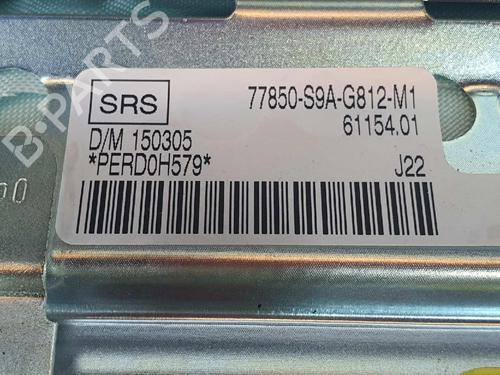 B-PARTS
SRS
77850-S9A-G812-M1
61154.01
D/M 150305
*PERD0H579*
J22